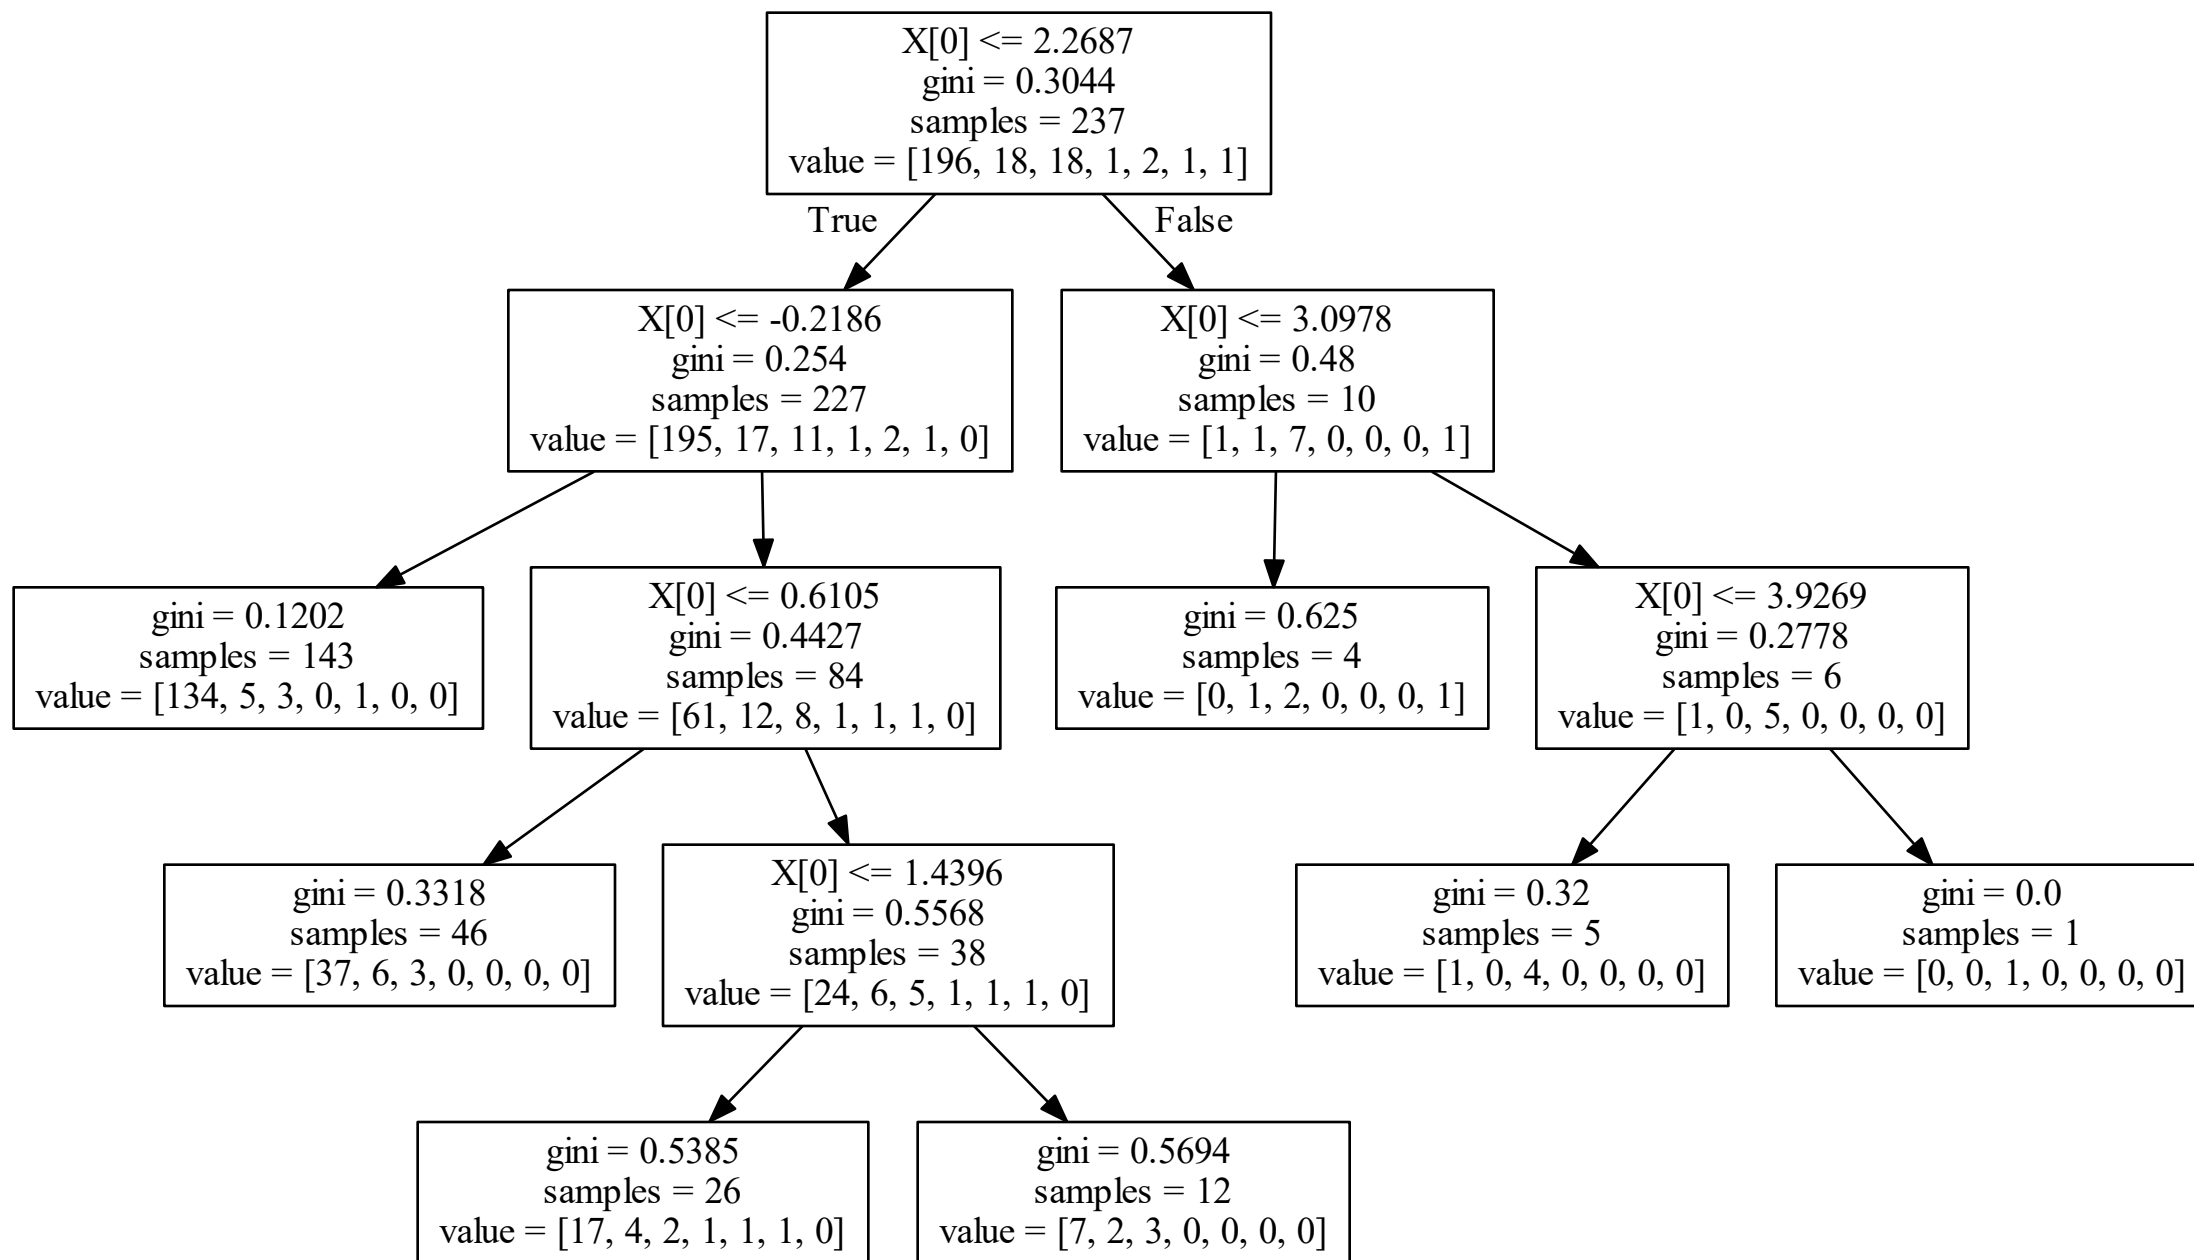 X[0] <= 2.2687
gini = 0.3044
samples = 237
value = [196, 18, 18, 1, 2, 1, 1]
True
False
X[0] <= -0.2186
gini = 0.254
samples = 227
value = [195, 17, 11, 1, 2, 1, 0]
X[0] <= 3.0978
gini = 0.48
samples = 10
value = [1, 1, 7, 0, 0, 0, 1]
gini = 0.1202
samples = 143
value = [134, 5, 3, 0, 1, 0, 0]
X[0] <= 0.6105
gini = 0.4427
samples = 84
value = [61, 12, 8, 1, 1, 1, 0]
gini = 0.625
samples = 4
value = [0, 1, 2, 0, 0, 0, 1]
X[0] <= 3.9269
gini = 0.2778
samples = 6
value = [1, 0, 5, 0, 0, 0, 0]
gini = 0.3318
samples = 46
value = [37, 6, 3, 0, 0, 0, 0]
X[0] <= 1.4396
gini = 0.5568
samples = 38
value = [24, 6, 5, 1, 1, 1, 0]
gini = 0.32
samples = 5
value = [1, 0, 4, 0, 0, 0, 0]
gini = 0.0
samples = 1
value = [0, 0, 1, 0, 0, 0, 0]
gini = 0.5385
samples = 26
value = [17, 4, 2, 1, 1, 1, 0]
gini = 0.5694
samples = 12
value = [7, 2, 3, 0, 0, 0, 0]